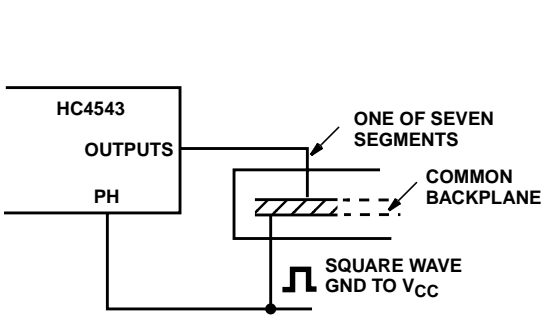 HC4543
OUTPUTS
PH
ONE OF SEVEN
SEGMENTS
COMMON
BACKPLANE
SQUARE WAVE
GND TO VCC